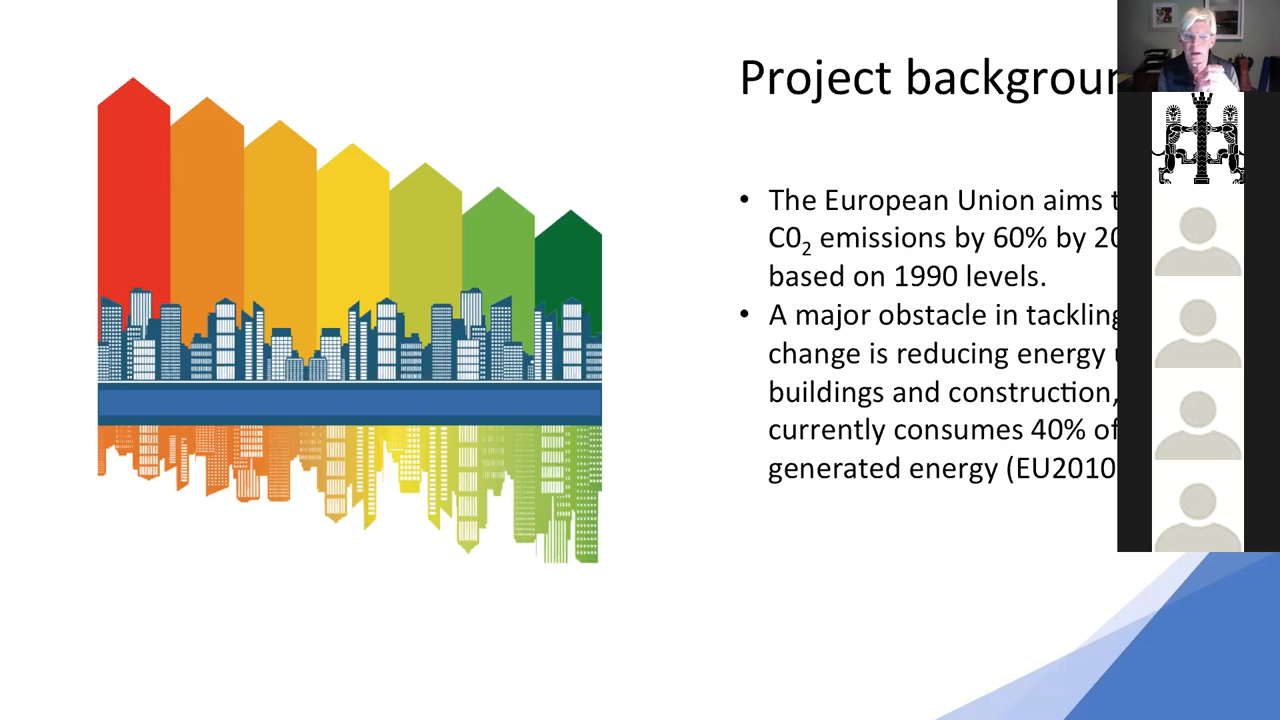 Project backgroun
• The European Union aims t
C0₂ emissions by 60% by 20
based on 1990 levels.
• A major obstacle in tackling
change is reducing energy
buildings and construction,
currently consumes 40% of
generated energy (EU2010